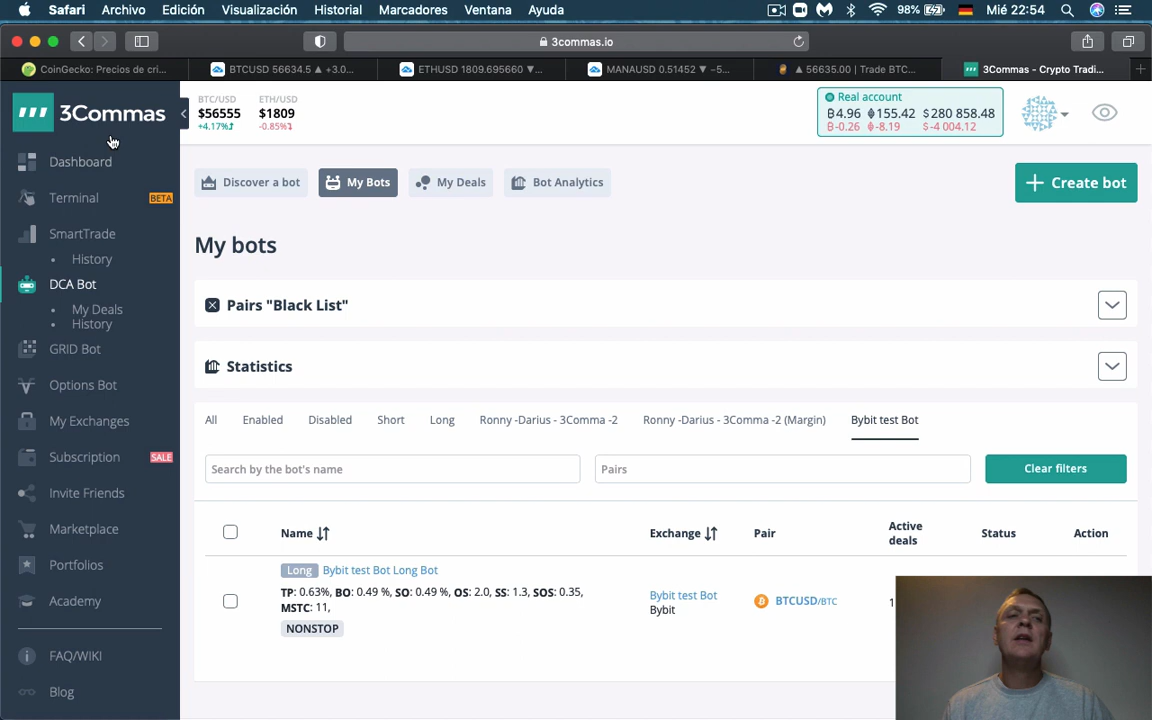 Safari Archivo Edición Visualización Historial Marcadores Ventana Ayuda 98% Mié 22:54
3commas.io
CoinGecko: Precios de cri... BTCUSD 56634.5 ▲ +3.0... ETHUSD 1809.695660 ▼... MANAUSD 0.51452 ▼ −5... ▲ 56635.00 | Trade BTC... 3Commas - Crypto Tradi...
3Commas
BTC/USD ETH/USD
$56555 $1809
+4.17% -0.85%
Real account
₿4.96 155.42 $280 858.48
₿-0.26 -8.19 $-4 004.12
Dashboard
Terminal BETA
SmartTrade
History
DCA Bot
My Deals
History
GRID Bot
Options Bot
My Exchanges
Subscription SALE
Invite Friends
Marketplace
Portfolios
Academy
FAQ/WIKI
Blog
Discover a bot My Bots My Deals Bot Analytics + Create bot
My bots
Pairs "Black List"
Statistics
All Enabled Disabled Short Long Ronny -Darius - 3Comma -2 Ronny -Darius - 3Comma -2 (Margin) Bybit test Bot
Search by the bot's name Pairs Clear filters
Name Exchange Pair Active deals Status Action
Long Bybit test Bot Long Bot
TP: 0.63%, BO: 0.49 %, SO: 0.49 %, OS: 2.0, SS: 1.3, SOS: 0.35,
MSTC: 11,
NONSTOP
Bybit test Bot
Bybit
BTCUSD/BTC
1